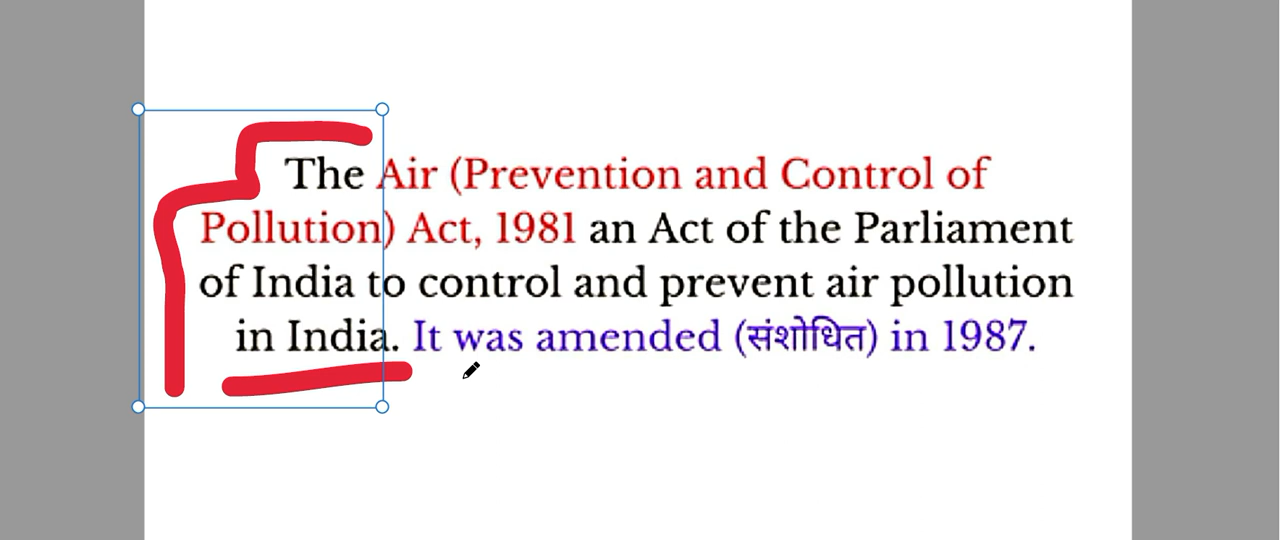 The Air (Prevention and Control of
Pollution) Act, 1981 an Act of the Parliament
of India to control and prevent air pollution
in India. It was amended (संशोधित) in 1987.